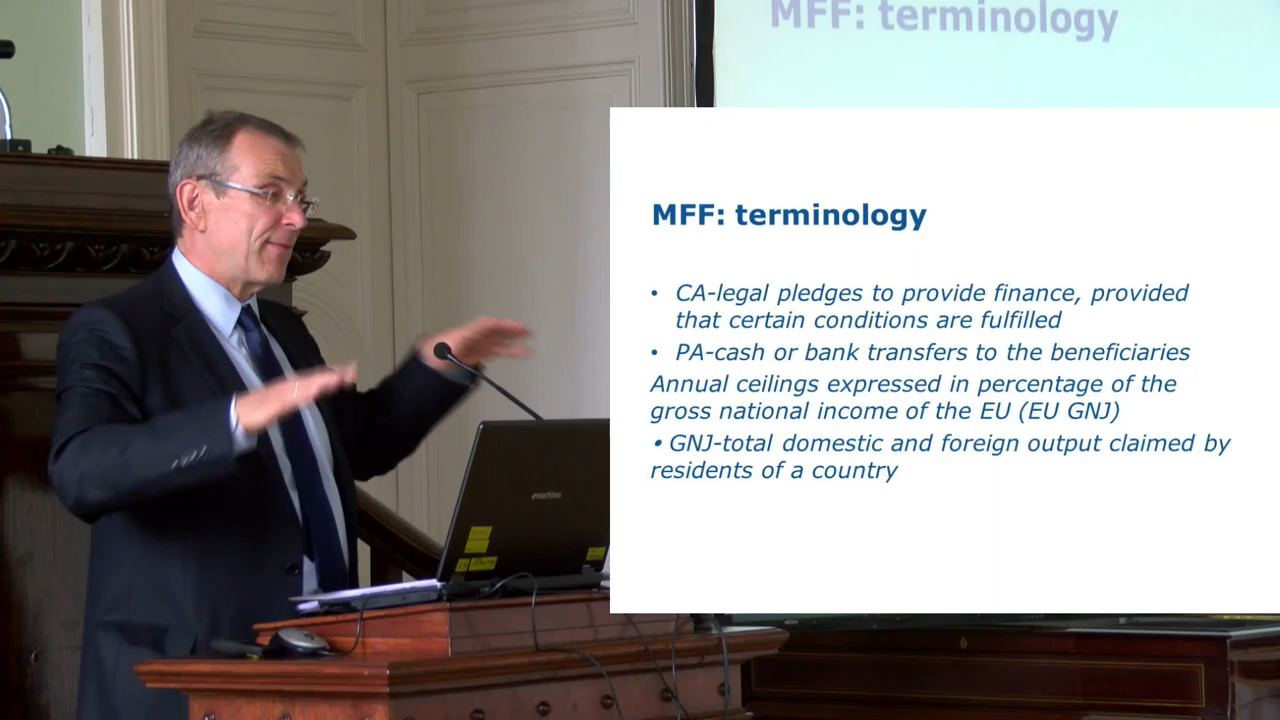 MFF: terminology
MFF: terminology
• CA-legal pledges to provide finance, provided
that certain conditions are fulfilled
• PA-cash or bank transfers to the beneficiaries
Annual ceilings expressed in percentage of the
gross national income of the EU (EU GNJ)
• GNJ-total domestic and foreign output claimed by
residents of a country
emachines